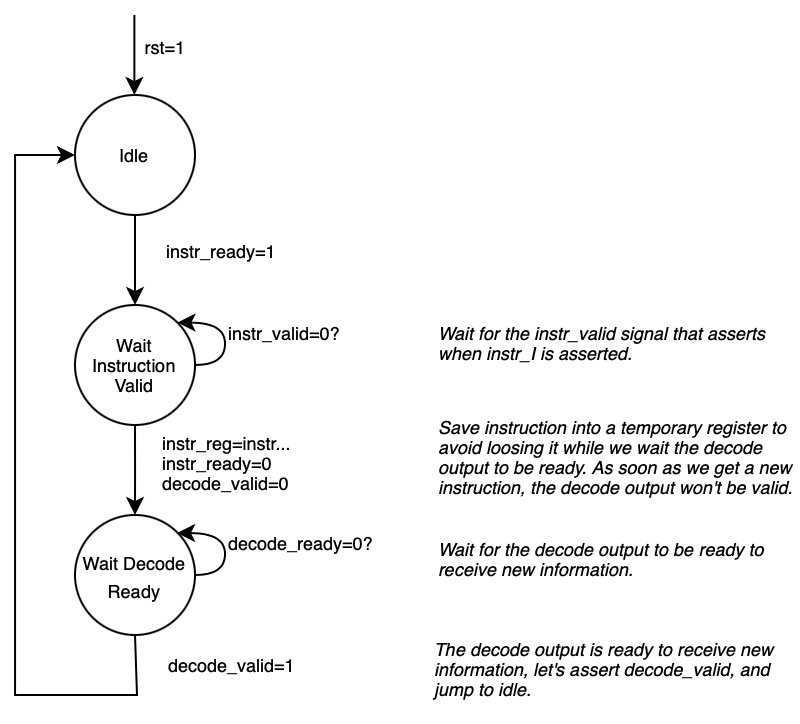 rst=1
Idle
instr_ready=1
Wait
Instruction
Valid
instr_valid=0?
Wait for the instr_valid signal that asserts
when instr_I is asserted.
instr_reg=instr...
instr_ready=0
decode_valid=0
Save instruction into a temporary register to
avoid loosing it while we wait the decode
output to be ready. As soon as we get a new
instruction, the decode output won't be valid.
Wait Decode
Ready
decode_ready=0?
Wait for the decode output to be ready to
receive new information.
decode_valid=1
The decode output is ready to receive new
information, let's assert decode_valid, and
jump to idle.